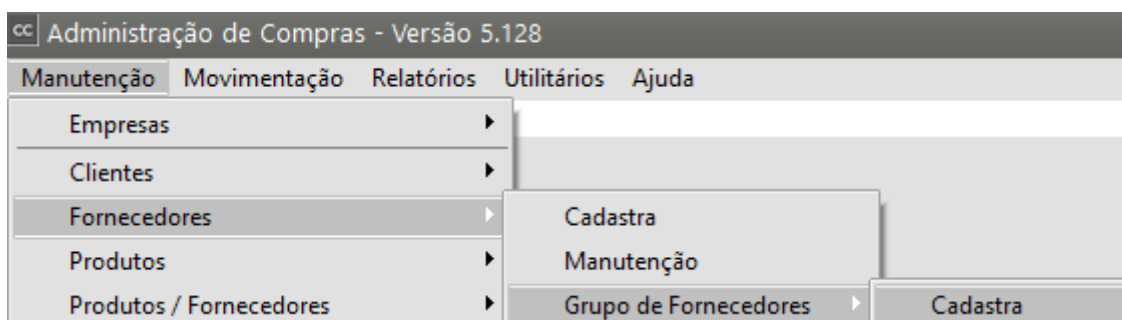 cc Administração de Compras - Versão 5.128
Manutenção Movimentação Relatórios Utilitários Ajuda
Empresas
Clientes
Fornecedores Cadastra
Produtos Manutenção
Produtos / Fornecedores Grupo de Fornecedores Cadastra